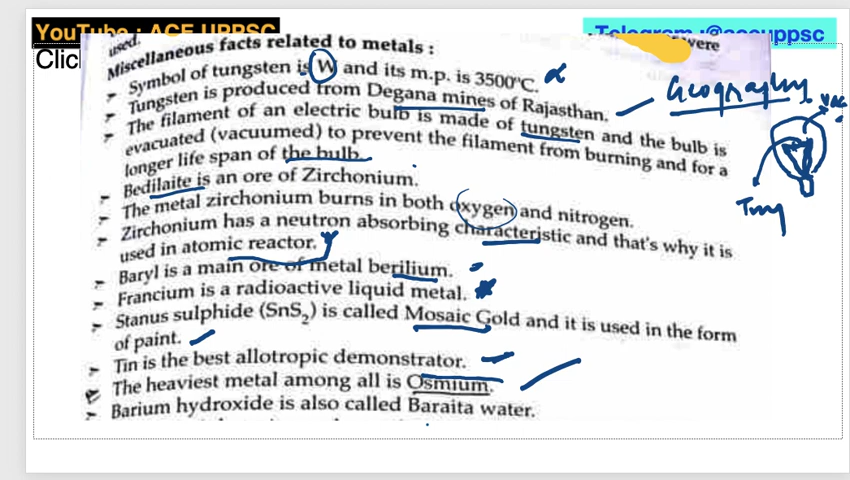 YouTube : ACE UPPSC
Telegram :@aceuppsc
Clic
used.
were
Miscellaneous facts related to metals :
Symbol of tungsten is W and its m.p. is 3500°C.
Tungsten is produced from Degana mines of Rajasthan.
Geography
The filament of an electric bulb is made of tungsten and the bulb is
evacuated (vacuumed) to prevent the filament from burning and for a
longer life span of the bulb.
Bedilaite is an ore of Zirchonium.
The metal zirchonium burns in both oxygen and nitrogen.
Zirchonium has a neutron absorbing characteristic and that's why it is
used in atomic reactor.
Baryl is a main ore of metal berilium.
Francium is a radioactive liquid metal.
Stanus sulphide (SnS₂) is called Mosaic Gold and it is used in the form
of paint.
Tin is the best allotropic demonstrator.
The heaviest metal among all is Osmium.
Barium hydroxide is also called Baraita water.